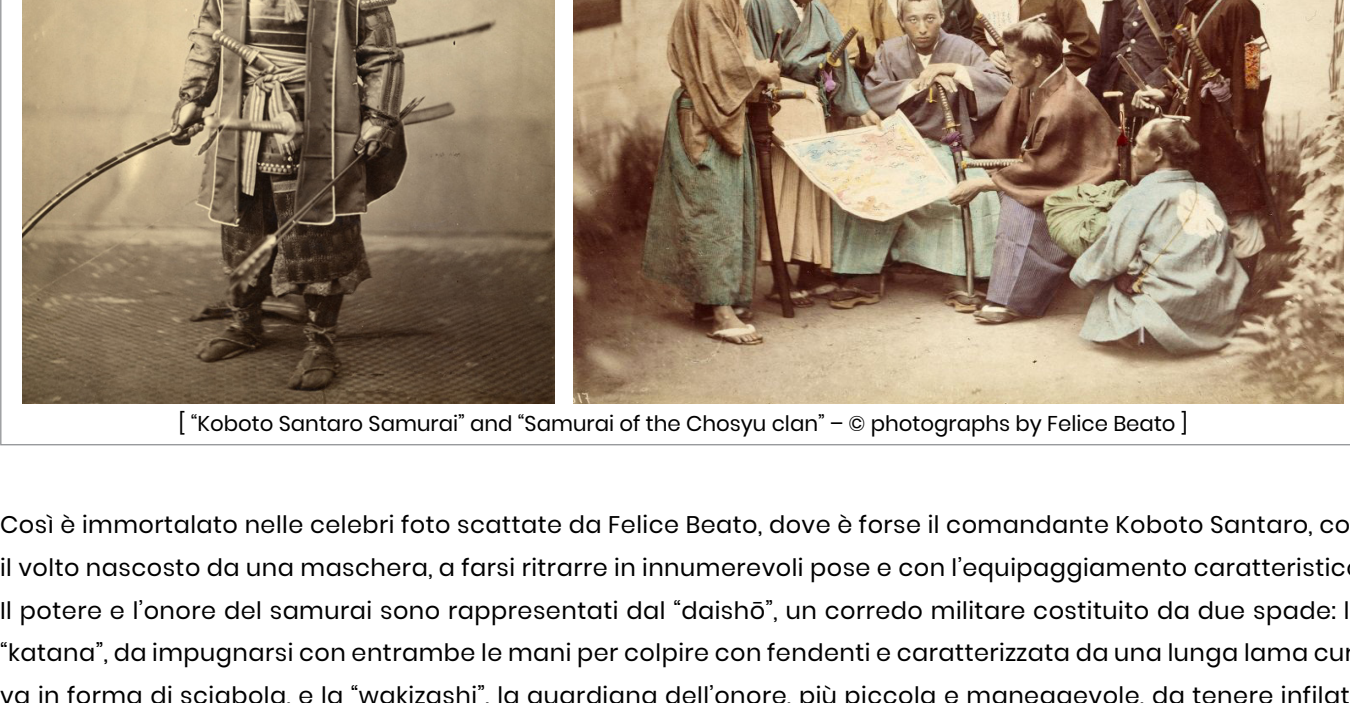 [ “Koboto Santaro Samurai” and “Samurai of the Chosyu clan” – © photographs by Felice Beato ]
Così è immortalato nelle celebri foto scattate da Felice Beato, dove è forse il comandante Koboto Santaro, co
il volto nascosto da una maschera, a farsi ritrarre in innumerevoli pose e con l’equipaggiamento caratteristico
Il potere e l’onore del samurai sono rappresentati dal “daishō”, un corredo militare costituito da due spade: l
“katana”, da impugnarsi con entrambe le mani per colpire con fendenti e caratterizzata da una lunga lama cur
va in forma di sciabola, e la “wakizashi”, la guardiana dell’onore, più piccola e maneggevole, da tenere infilat